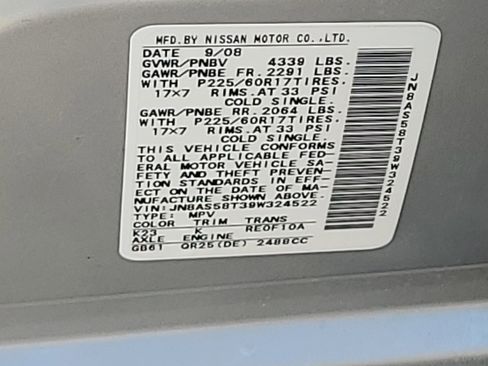 MFD.BY NISSAN MOTOR CO.,LTD.
DATE 9/08
GVWR/PNBV 4339 LBS.
GAWR/PNBE FR. 2291 LBS.
WITH P225/60R17TIRES.
17×7 RIMS.AT 33 PSI
COLD SINGLE.
GAWR/PNBE RR. 2064 LBS.
WITH P225/60R17TIRES.
17×7 RIMS.AT 33 PSI
COLD SINGLE.
THIS VEHICLE CONFORMS
TO ALL APPLICABLE FED-
ERAL MOTOR VEHICLE SA-
FETY AND THEFT PREVEN-
TION STANDARDS IN EFF-
ECT ON THE DATE OF MA-
NUFACTURE SHOWN ABOVE.
VIN:JN8AS58T39W324522
TYPE: MPV
COLOR TRIM TRANS
K23 K RE0F10A
AXLE ENGINE
GB61 QR25(DE) 2488CC
JN8AS58T39W324522